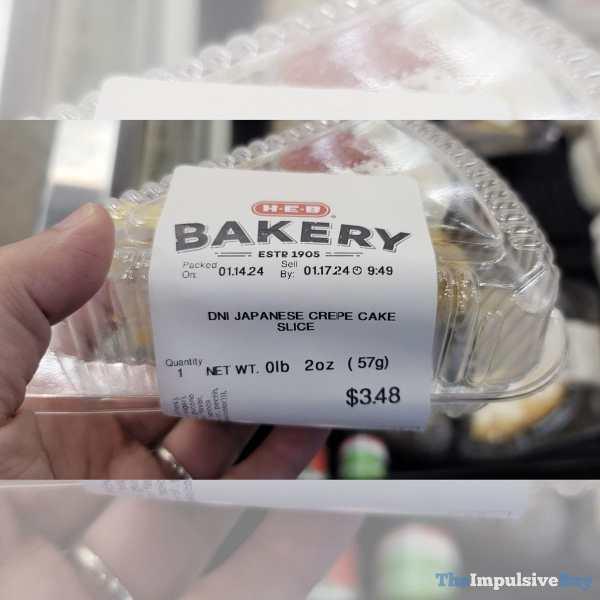 H-E-B
BAKERY
ESTD 1905
Packed On: 01.14.24 Sell By: 01.17.24 9:49
DNI JAPANESE CREPE CAKE
SLICE
Quantity 1 NET WT. 0lb 2oz (57g)
$3.48
TheImpulsiveBuy